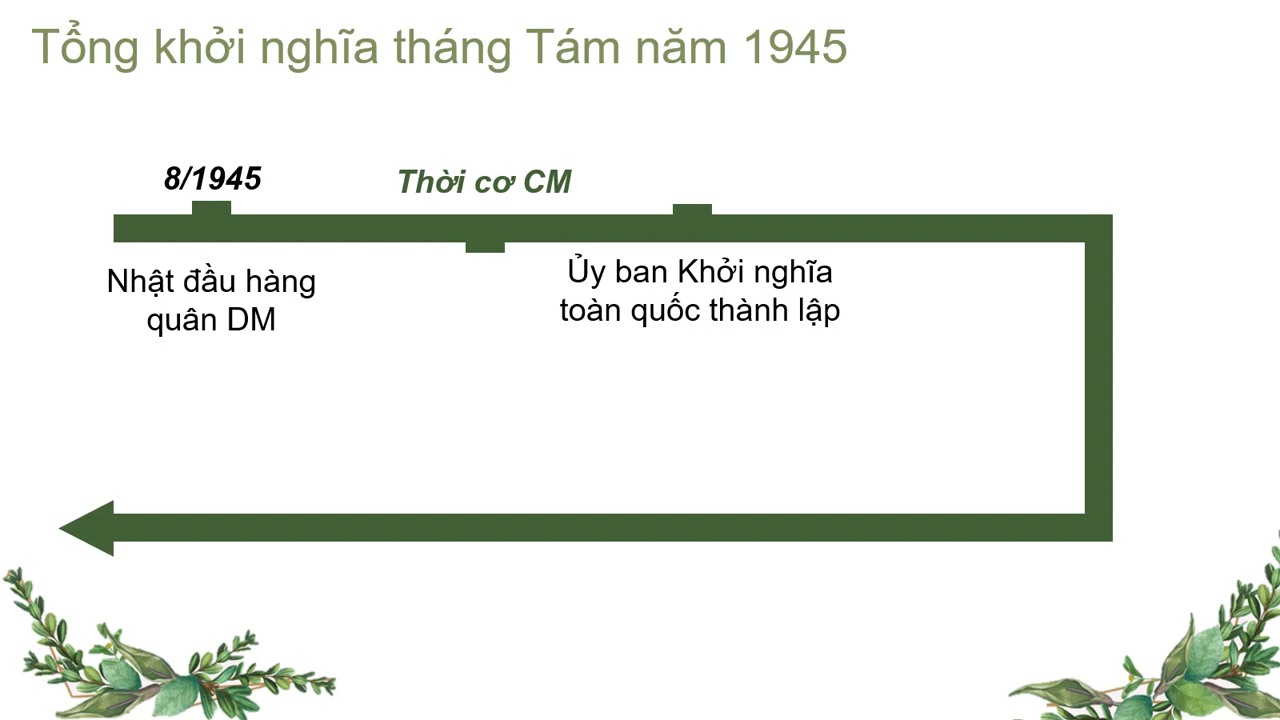 Tổng khởi nghĩa tháng Tám năm 1945
8/1945
Thời cơ CM
Nhật đầu hàng
quân DM
Ủy ban Khởi nghĩa
toàn quốc thành lập